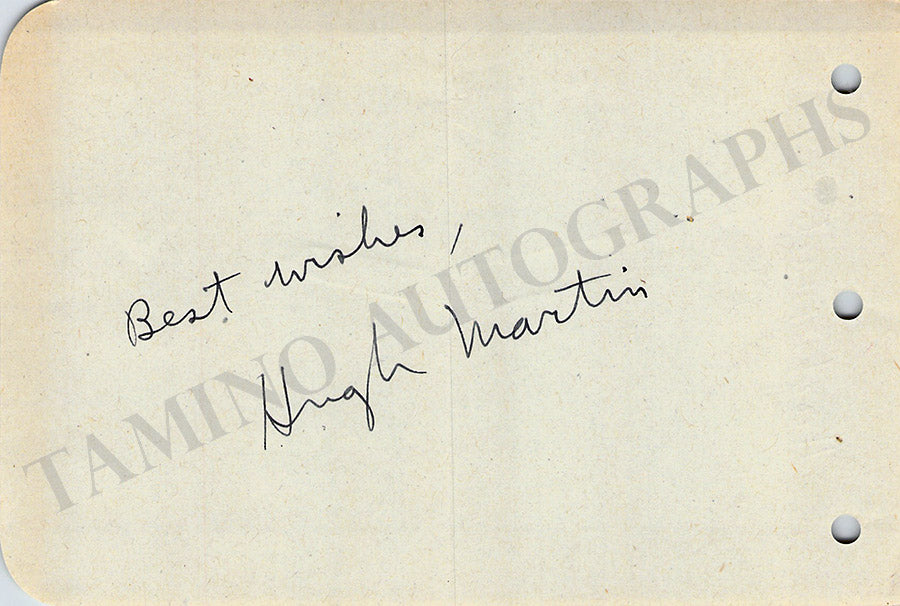 Best wishes,
Hugh Martin
TAMINO AUTOGRAPHS